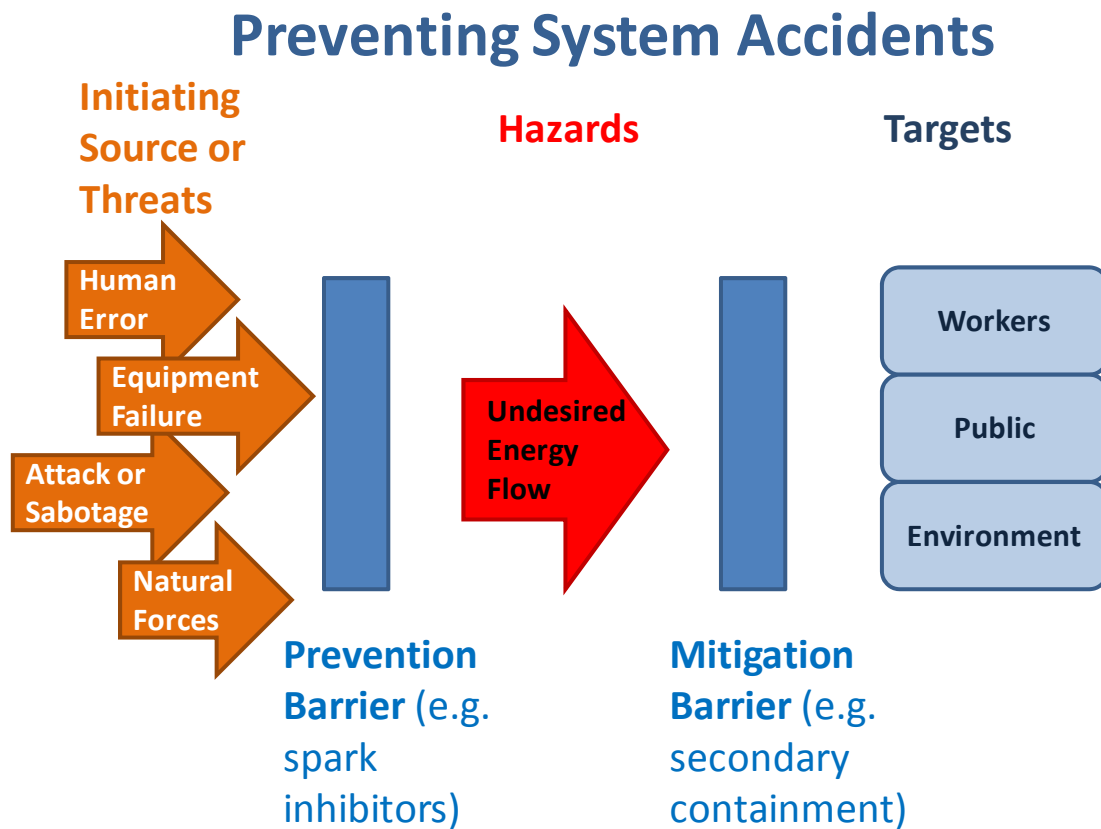 Preventing System Accidents
Initiating
Source or
Threats
Hazards
Targets
Human
Error
Equipment
Failure
Attack or
Sabotage
Natural
Forces
Undesired
Energy
Flow
Workers
Public
Environment
Prevention
Barrier (e.g.
spark
inhibitors)
Mitigation
Barrier (e.g.
secondary
containment)